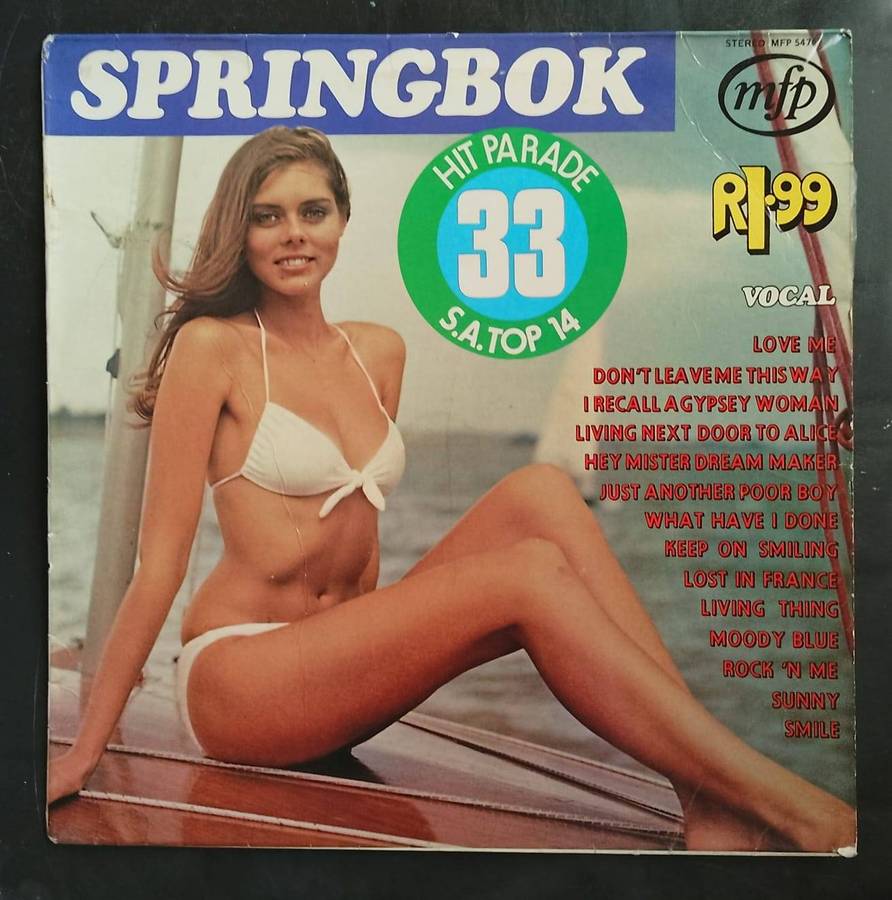 SPRINGBOK
STEREO MFP
mfp
HIT PARADE
33
S.A. TOP 14
R1·99
VOCAL
LOVE ME
DON'T LEAVE ME THIS WAY
I RECALL A GYPSEY WOMAN
LIVING NEXT DOOR TO ALICE
HEY MISTER DREAM MAKER
JUST ANOTHER POOR BOY
WHAT HAVE I DONE
KEEP ON SMILING
LOST IN FRANCE
LIVING THING
MOODY BLUE
ROCK 'N ME
SUNNY
SMILE